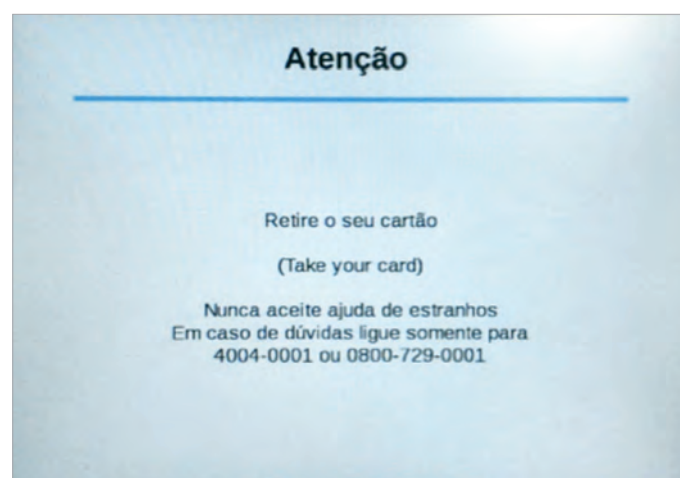 Atenção
Retire o seu cartão
(Take your card)
Nunca aceite ajuda de estranhos
Em caso de dúvidas ligue somente para
4004-0001 ou 0800-729-0001